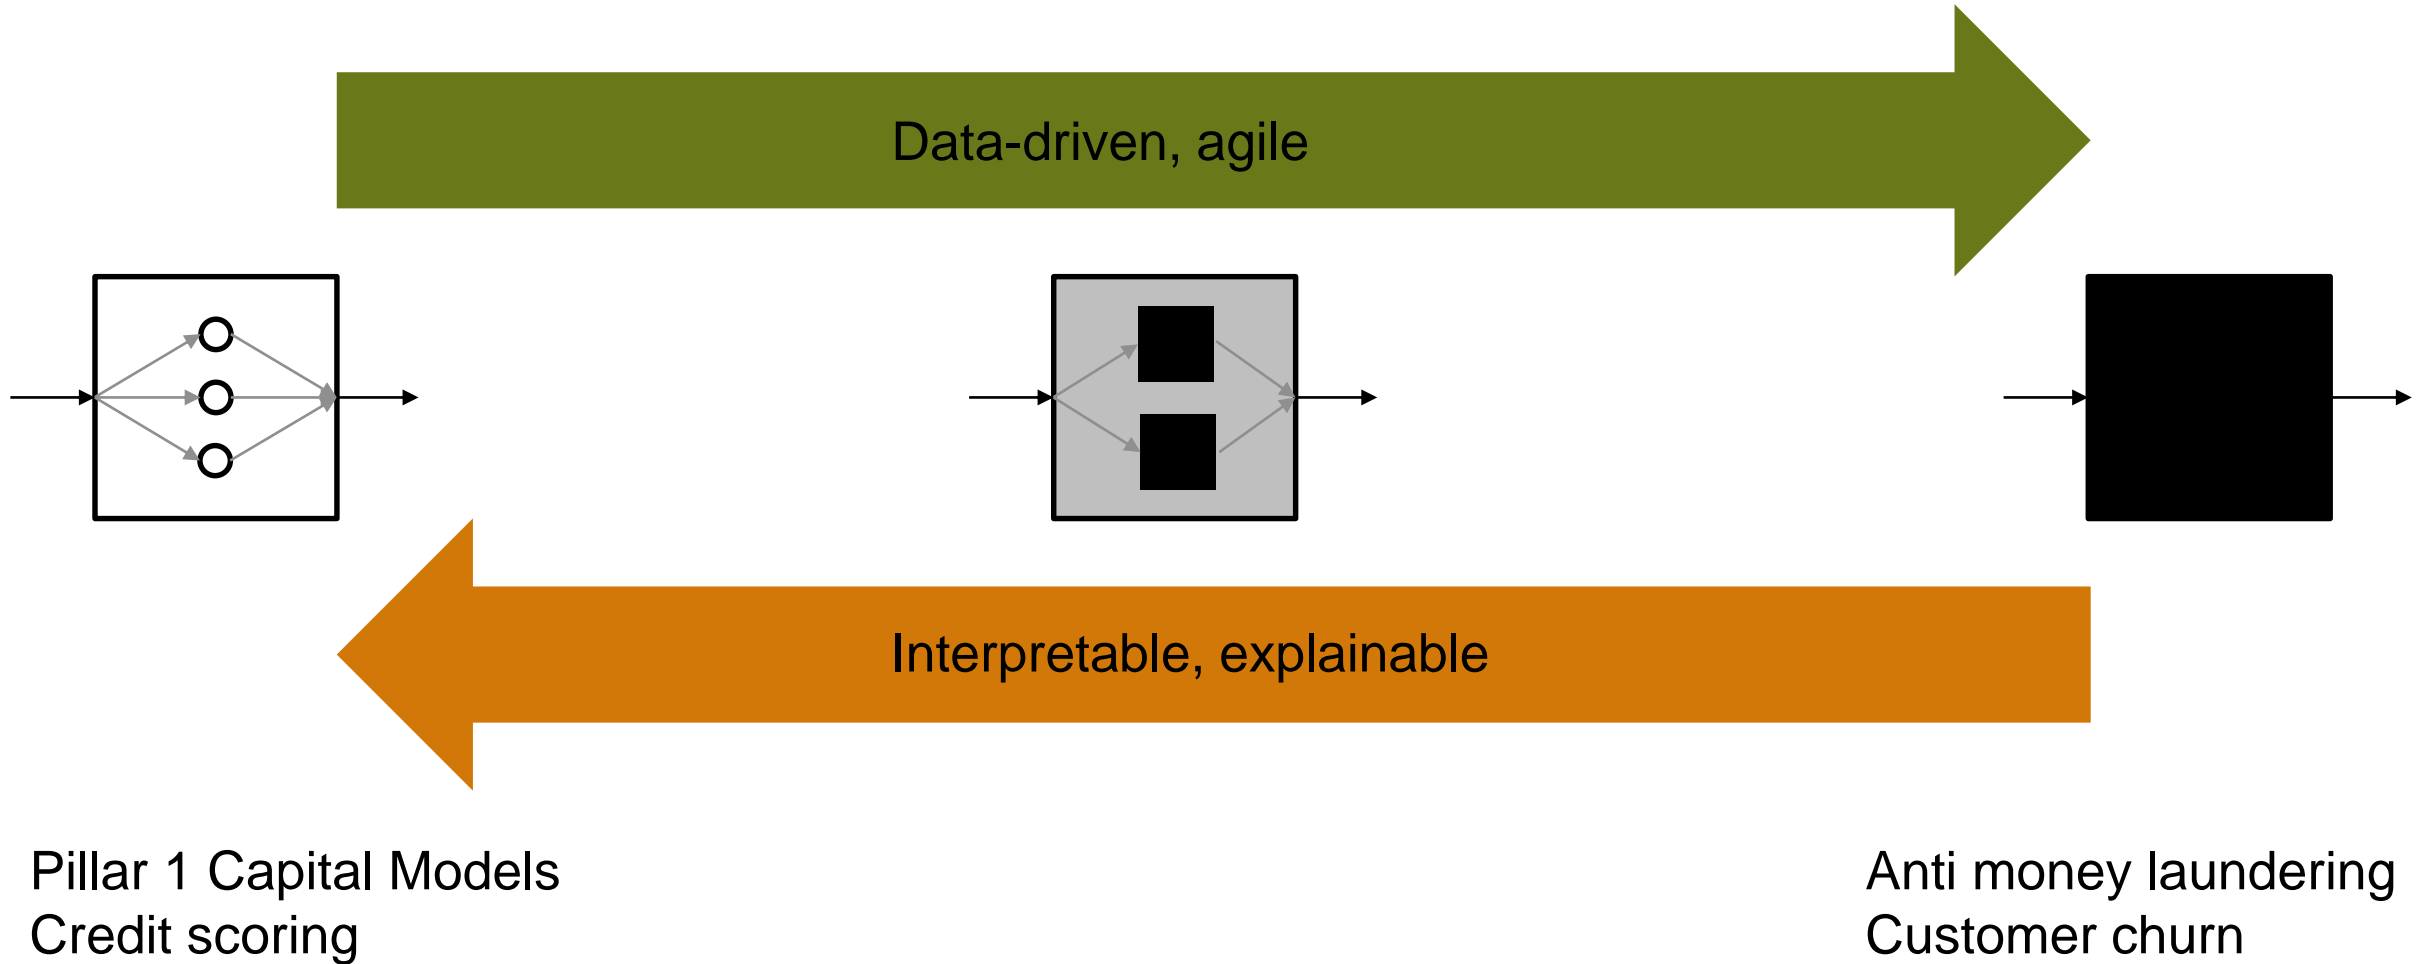 Data-driven, agile
Interpretable, explainable
Pillar 1 Capital Models
Credit scoring
Anti money laundering
Customer churn